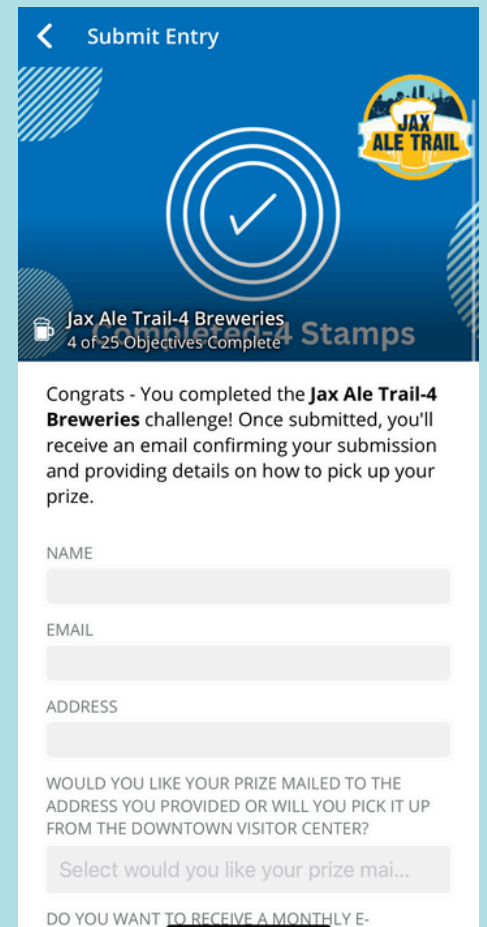 Submit Entry
JAX
ALE TRAIL
Jax Ale Trail-4 Breweries
Completed-4 Stamps
4 of 25 Objectives Complete
Congrats - You completed the Jax Ale Trail-4
Breweries challenge! Once submitted, you'll
receive an email confirming your submission
and providing details on how to pick up your
prize.
NAME
EMAIL
ADDRESS
WOULD YOU LIKE YOUR PRIZE MAILED TO THE
ADDRESS YOU PROVIDED OR WILL YOU PICK IT UP
FROM THE DOWNTOWN VISITOR CENTER?
Select would you like your prize mai...
DO YOU WANT TO RECEIVE A MONTHLY E-